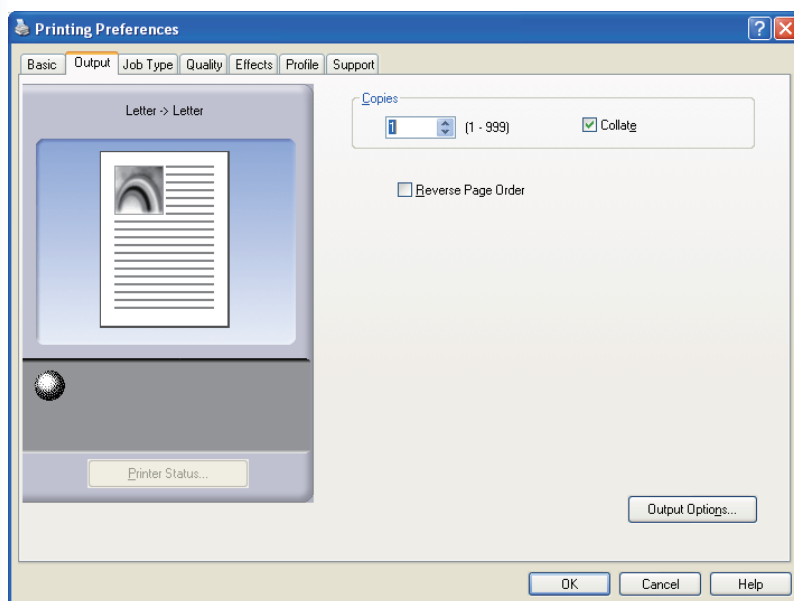 Printing Preferences
Basic Output Job Type Quality Effects Profile Support
Letter -> Letter
Copies
1 (1 - 999) Collate
Reverse Page Order
Printer Status...
Output Options...
OK Cancel Help